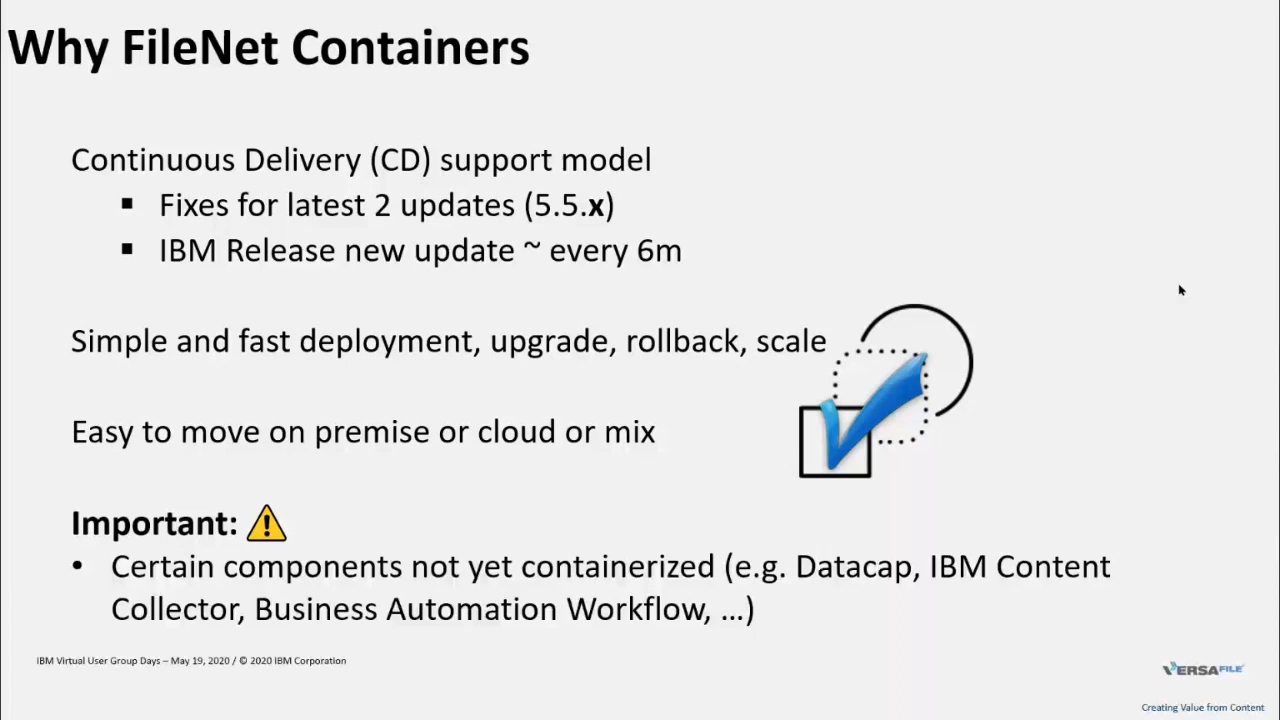 Why FileNet Containers
Continuous Delivery (CD) support model
▪ Fixes for latest 2 updates (5.5.x)
▪ IBM Release new update ~ every 6m
Simple and fast deployment, upgrade, rollback, scale
Easy to move on premise or cloud or mix
Important:
• Certain components not yet containerized (e.g. Datacap, IBM Content
Collector, Business Automation Workflow, …)
IBM Virtual User Group Days – May 19, 2020 / © 2020 IBM Corporation
VERSAFILE
Creating Value from Content